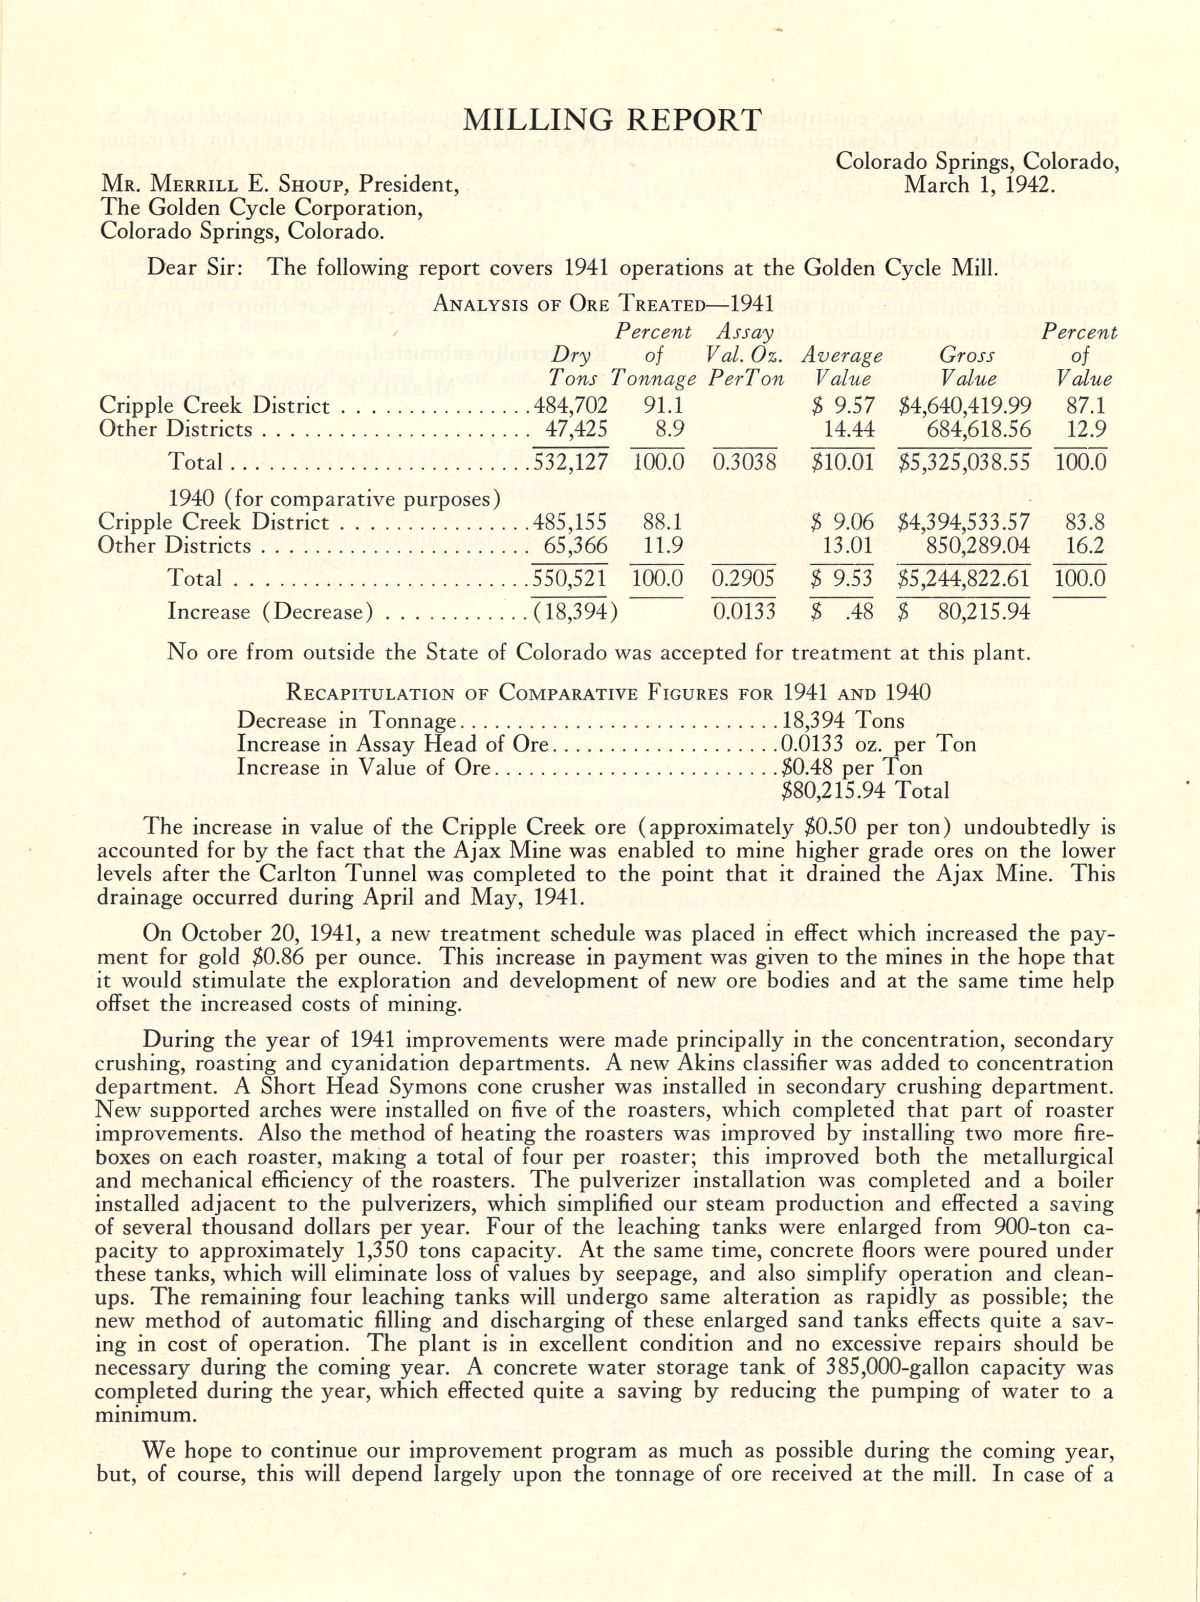 MILLING REPORT
Colorado Springs, Colorado,
March 1, 1942.
MR. MERRILL E. SHOUP, President,
The Golden Cycle Corporation,
Colorado Springs, Colorado.
Dear Sir: The following report covers 1941 operations at the Golden Cycle Mill.
ANALYSIS OF ORE TREATED—1941
Percent Assay Percent
Dry of Val. Oz. Average Gross of
Tons Tonnage PerTon Value Value Value
Cripple Creek District . . . . . . . . . . . . . . . . 484,702 91.1 $ 9.57 $4,640,419.99 87.1
Other Districts . . . . . . . . . . . . . . . . . . . . . . . 47,425 8.9 14.44 684,618.56 12.9
Total . . . . . . . . . . . . . . . . . . . . . . . . . 532,127 100.0 0.3038 $10.01 $5,325,038.55 100.0
1940 (for comparative purposes)
Cripple Creek District . . . . . . . . . . . . . . . . 485,155 88.1 $ 9.06 $4,394,533.57 83.8
Other Districts . . . . . . . . . . . . . . . . . . . . . . . 65,366 11.9 13.01 850,289.04 16.2
Total . . . . . . . . . . . . . . . . . . . . . . . . . 550,521 100.0 0.2905 $ 9.53 $5,244,822.61 100.0
Increase (Decrease) . . . . . . . . . . . . (18,394) 0.0133 $ .48 $ 80,215.94
No ore from outside the State of Colorado was accepted for treatment at this plant.
RECAPITULATION OF COMPARATIVE FIGURES FOR 1941 AND 1940
Decrease in Tonnage. . . . . . . . . . . . . . . . . . . . . . . . . . . 18,394 Tons
Increase in Assay Head of Ore. . . . . . . . . . . . . . . . . . . 0.0133 oz. per Ton
Increase in Value of Ore. . . . . . . . . . . . . . . . . . . . . . . . $0.48 per Ton
$80,215.94 Total
The increase in value of the Cripple Creek ore (approximately $0.50 per ton) undoubtedly is
accounted for by the fact that the Ajax Mine was enabled to mine higher grade ores on the lower
levels after the Carlton Tunnel was completed to the point that it drained the Ajax Mine. This
drainage occurred during April and May, 1941.
On October 20, 1941, a new treatment schedule was placed in effect which increased the pay-
ment for gold $0.86 per ounce. This increase in payment was given to the mines in the hope that
it would stimulate the exploration and development of new ore bodies and at the same time help
offset the increased costs of mining.
During the year of 1941 improvements were made principally in the concentration, secondary
crushing, roasting and cyanidation departments. A new Akins classifier was added to concentration
department. A Short Head Symons cone crusher was installed in secondary crushing department.
New supported arches were installed on five of the roasters, which completed that part of roaster
improvements. Also the method of heating the roasters was improved by installing two more fire-
boxes on each roaster, making a total of four per roaster; this improved both the metallurgical
and mechanical efficiency of the roasters. The pulverizer installation was completed and a boiler
installed adjacent to the pulverizers, which simplified our steam production and effected a saving
of several thousand dollars per year. Four of the leaching tanks were enlarged from 900-ton ca-
pacity to approximately 1,350 tons capacity. At the same time, concrete floors were poured under
these tanks, which will eliminate loss of values by seepage, and also simplify operation and clean-
ups. The remaining four leaching tanks will undergo same alteration as rapidly as possible; the
new method of automatic filling and discharging of these enlarged sand tanks effects quite a sav-
ing in cost of operation. The plant is in excellent condition and no excessive repairs should be
necessary during the coming year. A concrete water storage tank of 385,000-gallon capacity was
completed during the year, which effected quite a saving by reducing the pumping of water to a
minimum.
We hope to continue our improvement program as much as possible during the coming year,
but, of course, this will depend largely upon the tonnage of ore received at the mill. In case of a